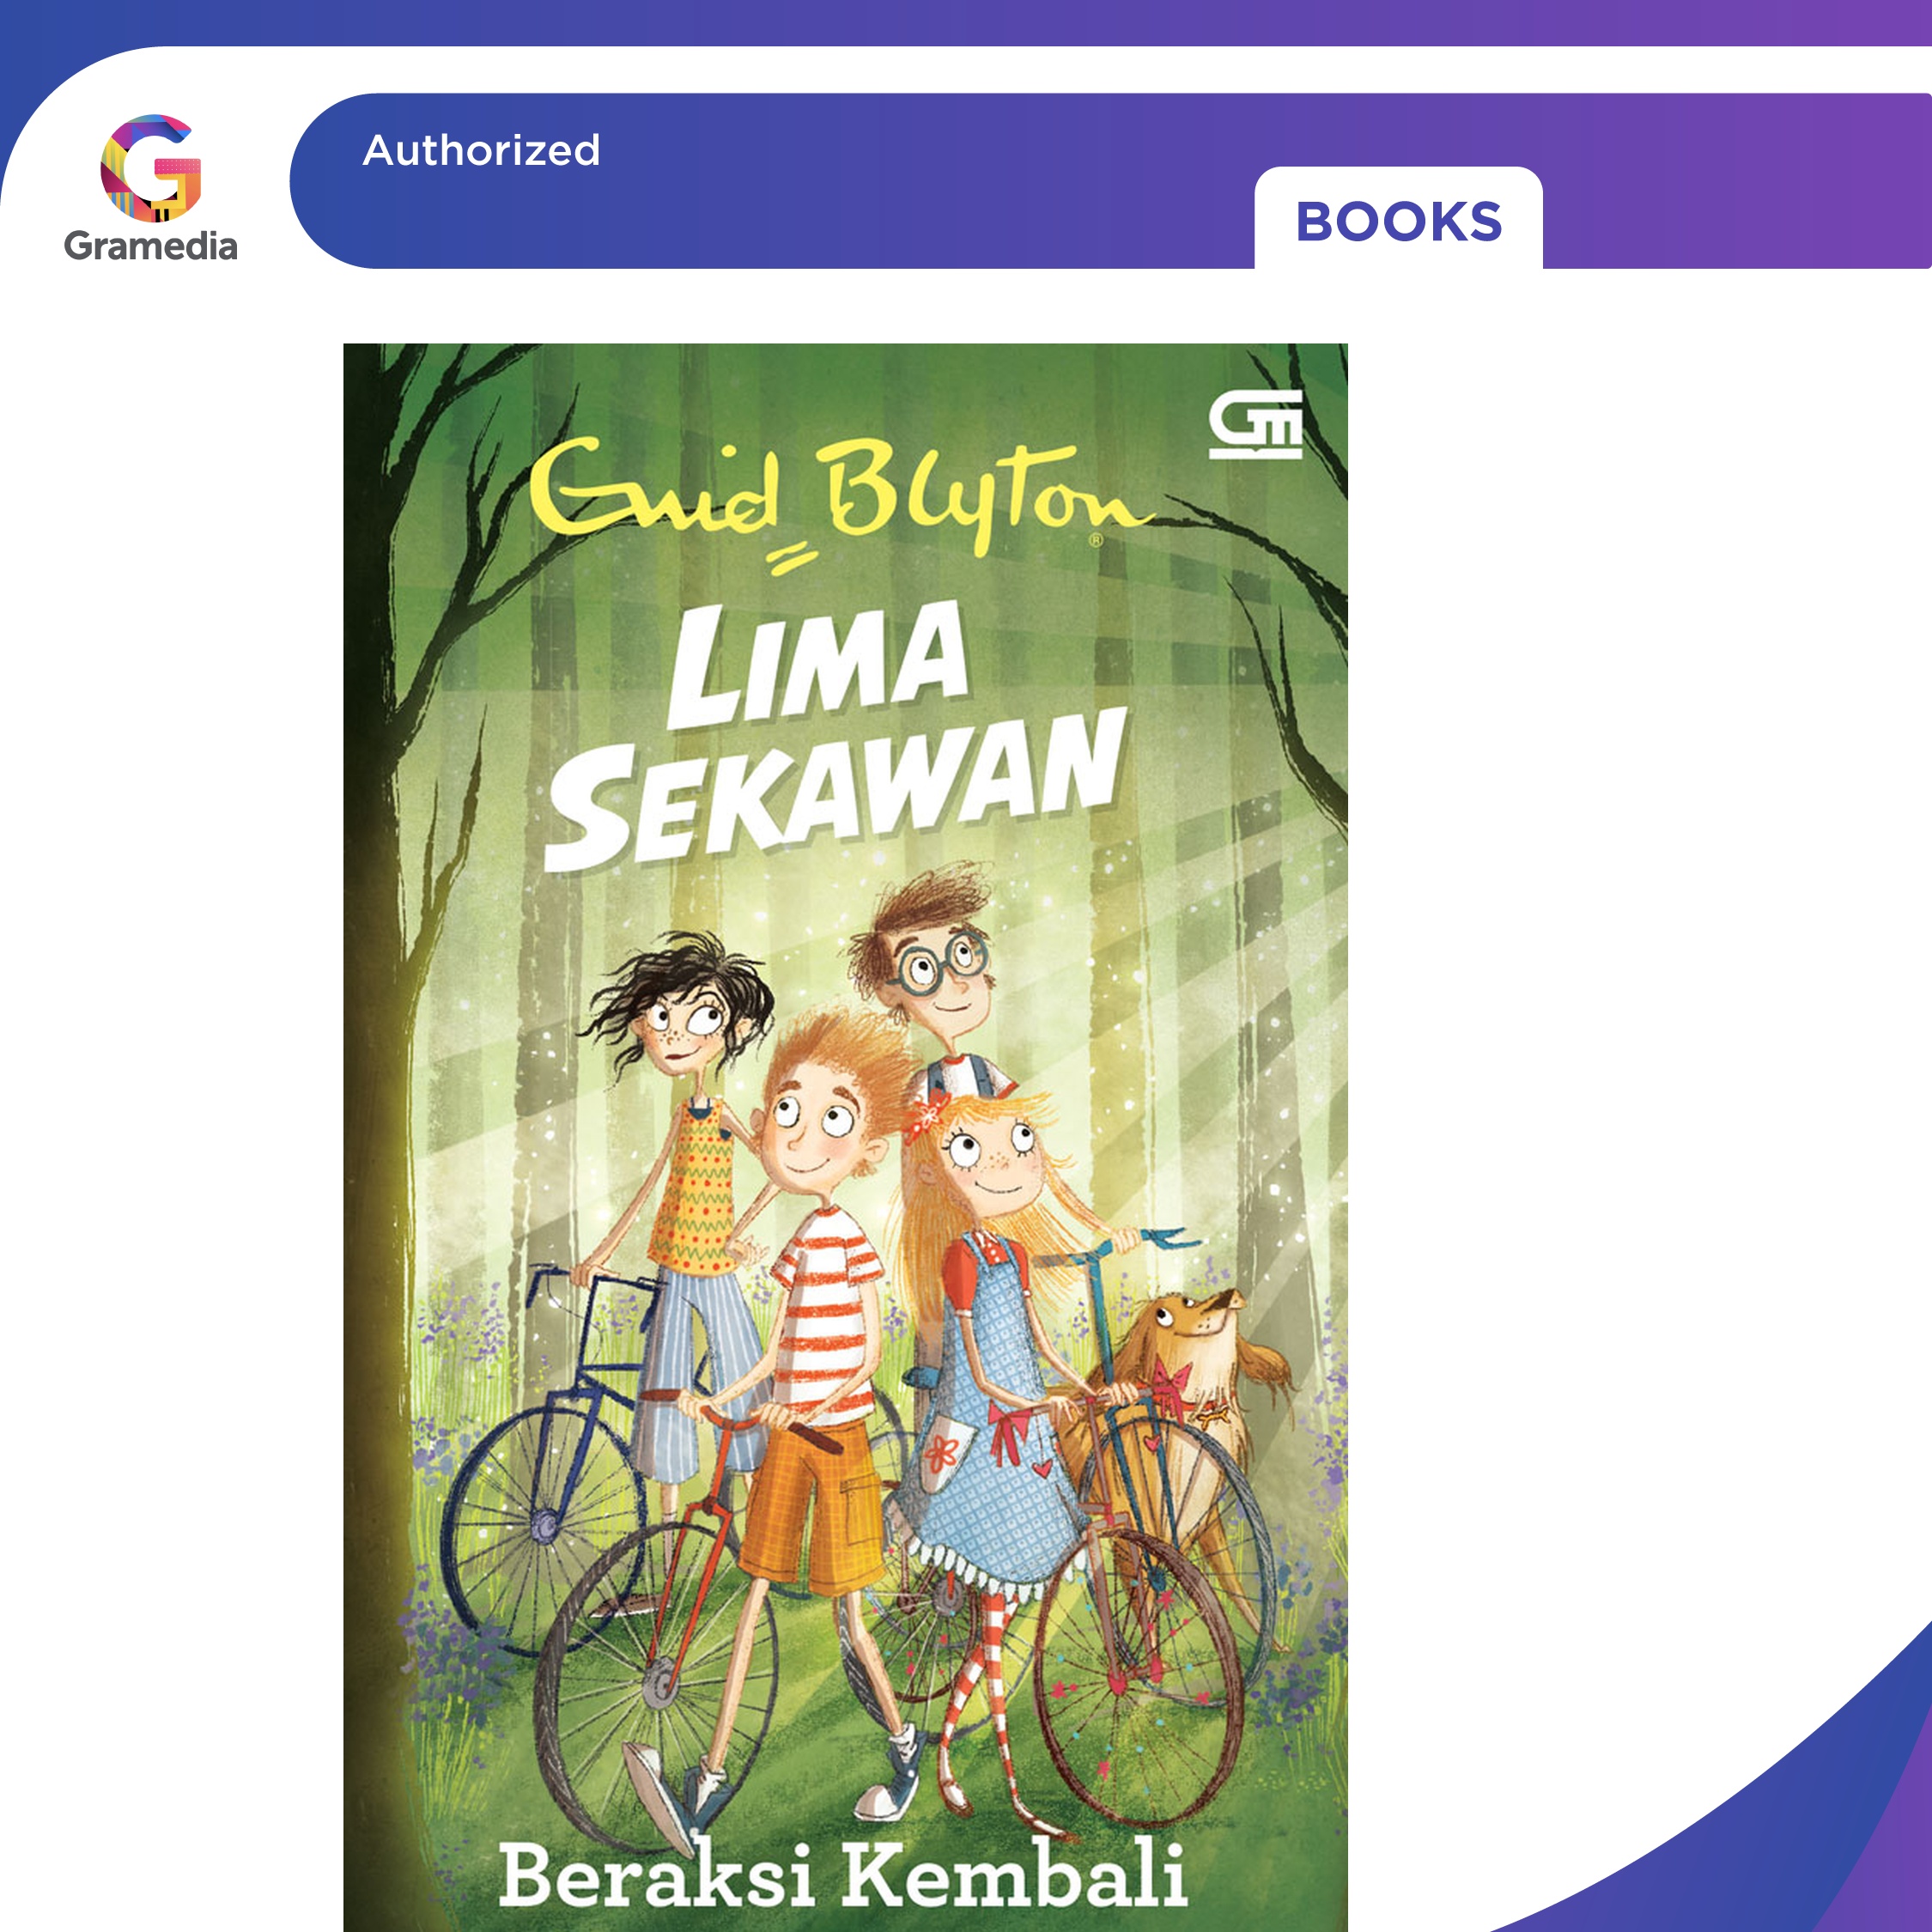 Authorized
Gramedia
BOOKS
GM
Enid Blyton®
LIMA
SEKAWAN
Beraksi Kembali